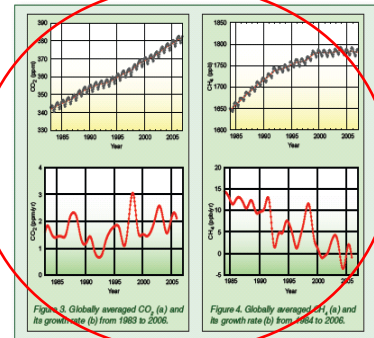 390
380
370
360
350
340
330
CO2 (ppm)
1985 1990 1995 2000 2005
Year
1850
1800
1750
1700
1650
1600
CH4 (ppb)
1985 1990 1995 2000 2005
Year
4
3
2
1
0
CO2 (ppm/yr)
1985 1990 1995 2000 2005
Year
20
15
10
5
0
-5
CH4 (ppb/yr)
1985 1990 1995 2000 2005
Year
Figure 3. Globally averaged CO2 (a) and
its growth rate (b) from 1983 to 2006.
Figure 4. Globally averaged CH4 (a) and
its growth rate (b) from 1984 to 2006.